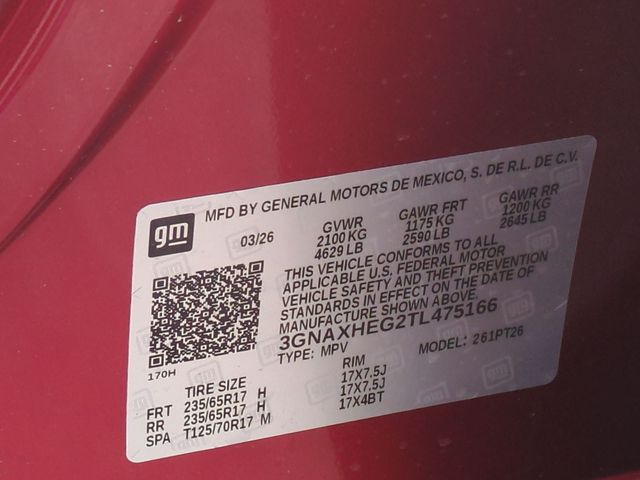 gm
MFD BY GENERAL MOTORS DE MEXICO, S. DE R.L. DE C.V.
03/26
GVWR
2100 KG
4629 LB
GAWR FRT
1175 KG
2590 LB
GAWR RR
1200 KG
2645 LB
THIS VEHICLE CONFORMS TO ALL
APPLICABLE U.S. FEDERAL MOTOR
VEHICLE SAFETY AND THEFT PREVENTION
STANDARDS IN EFFECT ON THE DATE OF
MANUFACTURE SHOWN ABOVE.
3GNAXHEG2TL475166
TYPE: MPV MODEL: 261PT26
170H
TIRE SIZE RIM
FRT 235/65R17 H 17X7.5J
RR 235/65R17 H 17X7.5J
SPA T125/70R17 M 17X4BT